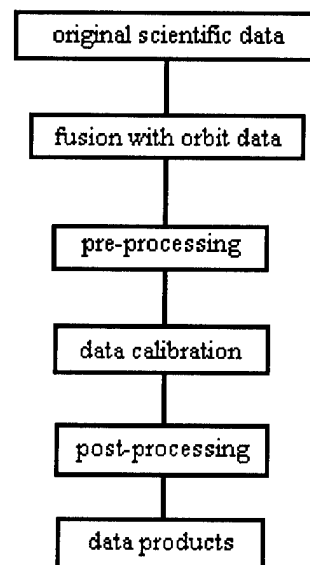 original scientific data
fusion with orbit data
pre-processing
data calibration
post-processing
data products